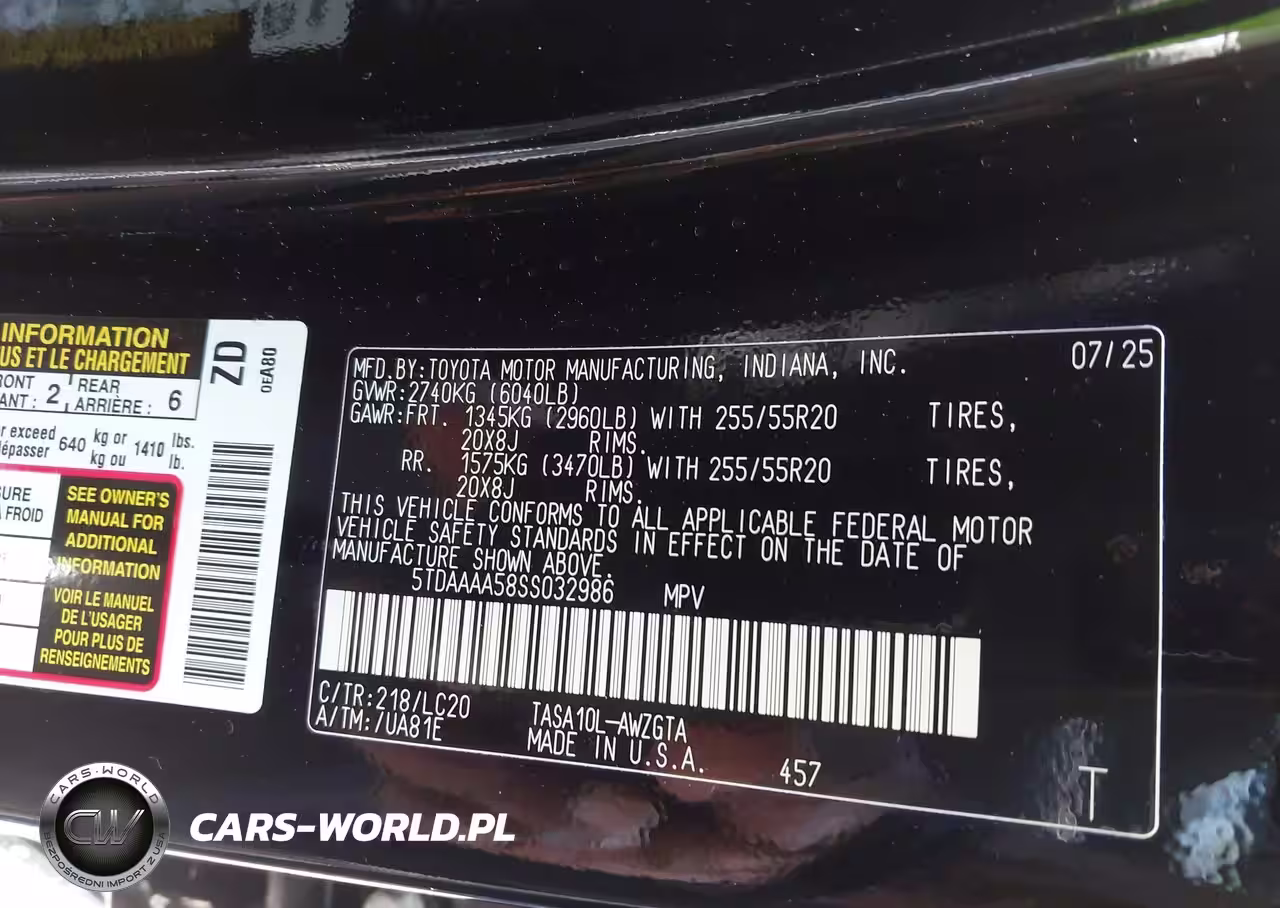 INFORMATION
US ET LE CHARGEMENT
RONT 2 REAR 6
ANT : ARRIÈRE :
r exceed 640 kg or 1410 lbs.
dépasser kg ou lb.
SURE
À FROID
SEE OWNER'S
MANUAL FOR
ADDITIONAL
INFORMATION
VOIR LE MANUEL
DE L'USAGER
POUR PLUS DE
RENSEIGNEMENTS
ZD
0EA80
MFD.BY:TOYOTA MOTOR MANUFACTURING, INDIANA, INC. 07/25
GVWR:2740KG (6040LB)
GAWR:FRT. 1345KG (2960LB) WITH 255/55R20 TIRES,
20X8J RIMS.
RR. 1575KG (3470LB) WITH 255/55R20 TIRES,
20X8J RIMS.
THIS VEHICLE CONFORMS TO ALL APPLICABLE FEDERAL MOTOR
VEHICLE SAFETY STANDARDS IN EFFECT ON THE DATE OF
MANUFACTURE SHOWN ABOVE.
5TDAAAA58SS032986 MPV
C/TR:218/LC20 TASA10L-AWZGTA
A/TM:/UA81E MADE IN U.S.A. 457 T
CARS-WORLD
CW
BEZPOŚREDNI IMPORT Z USA
CARS-WORLD.PL